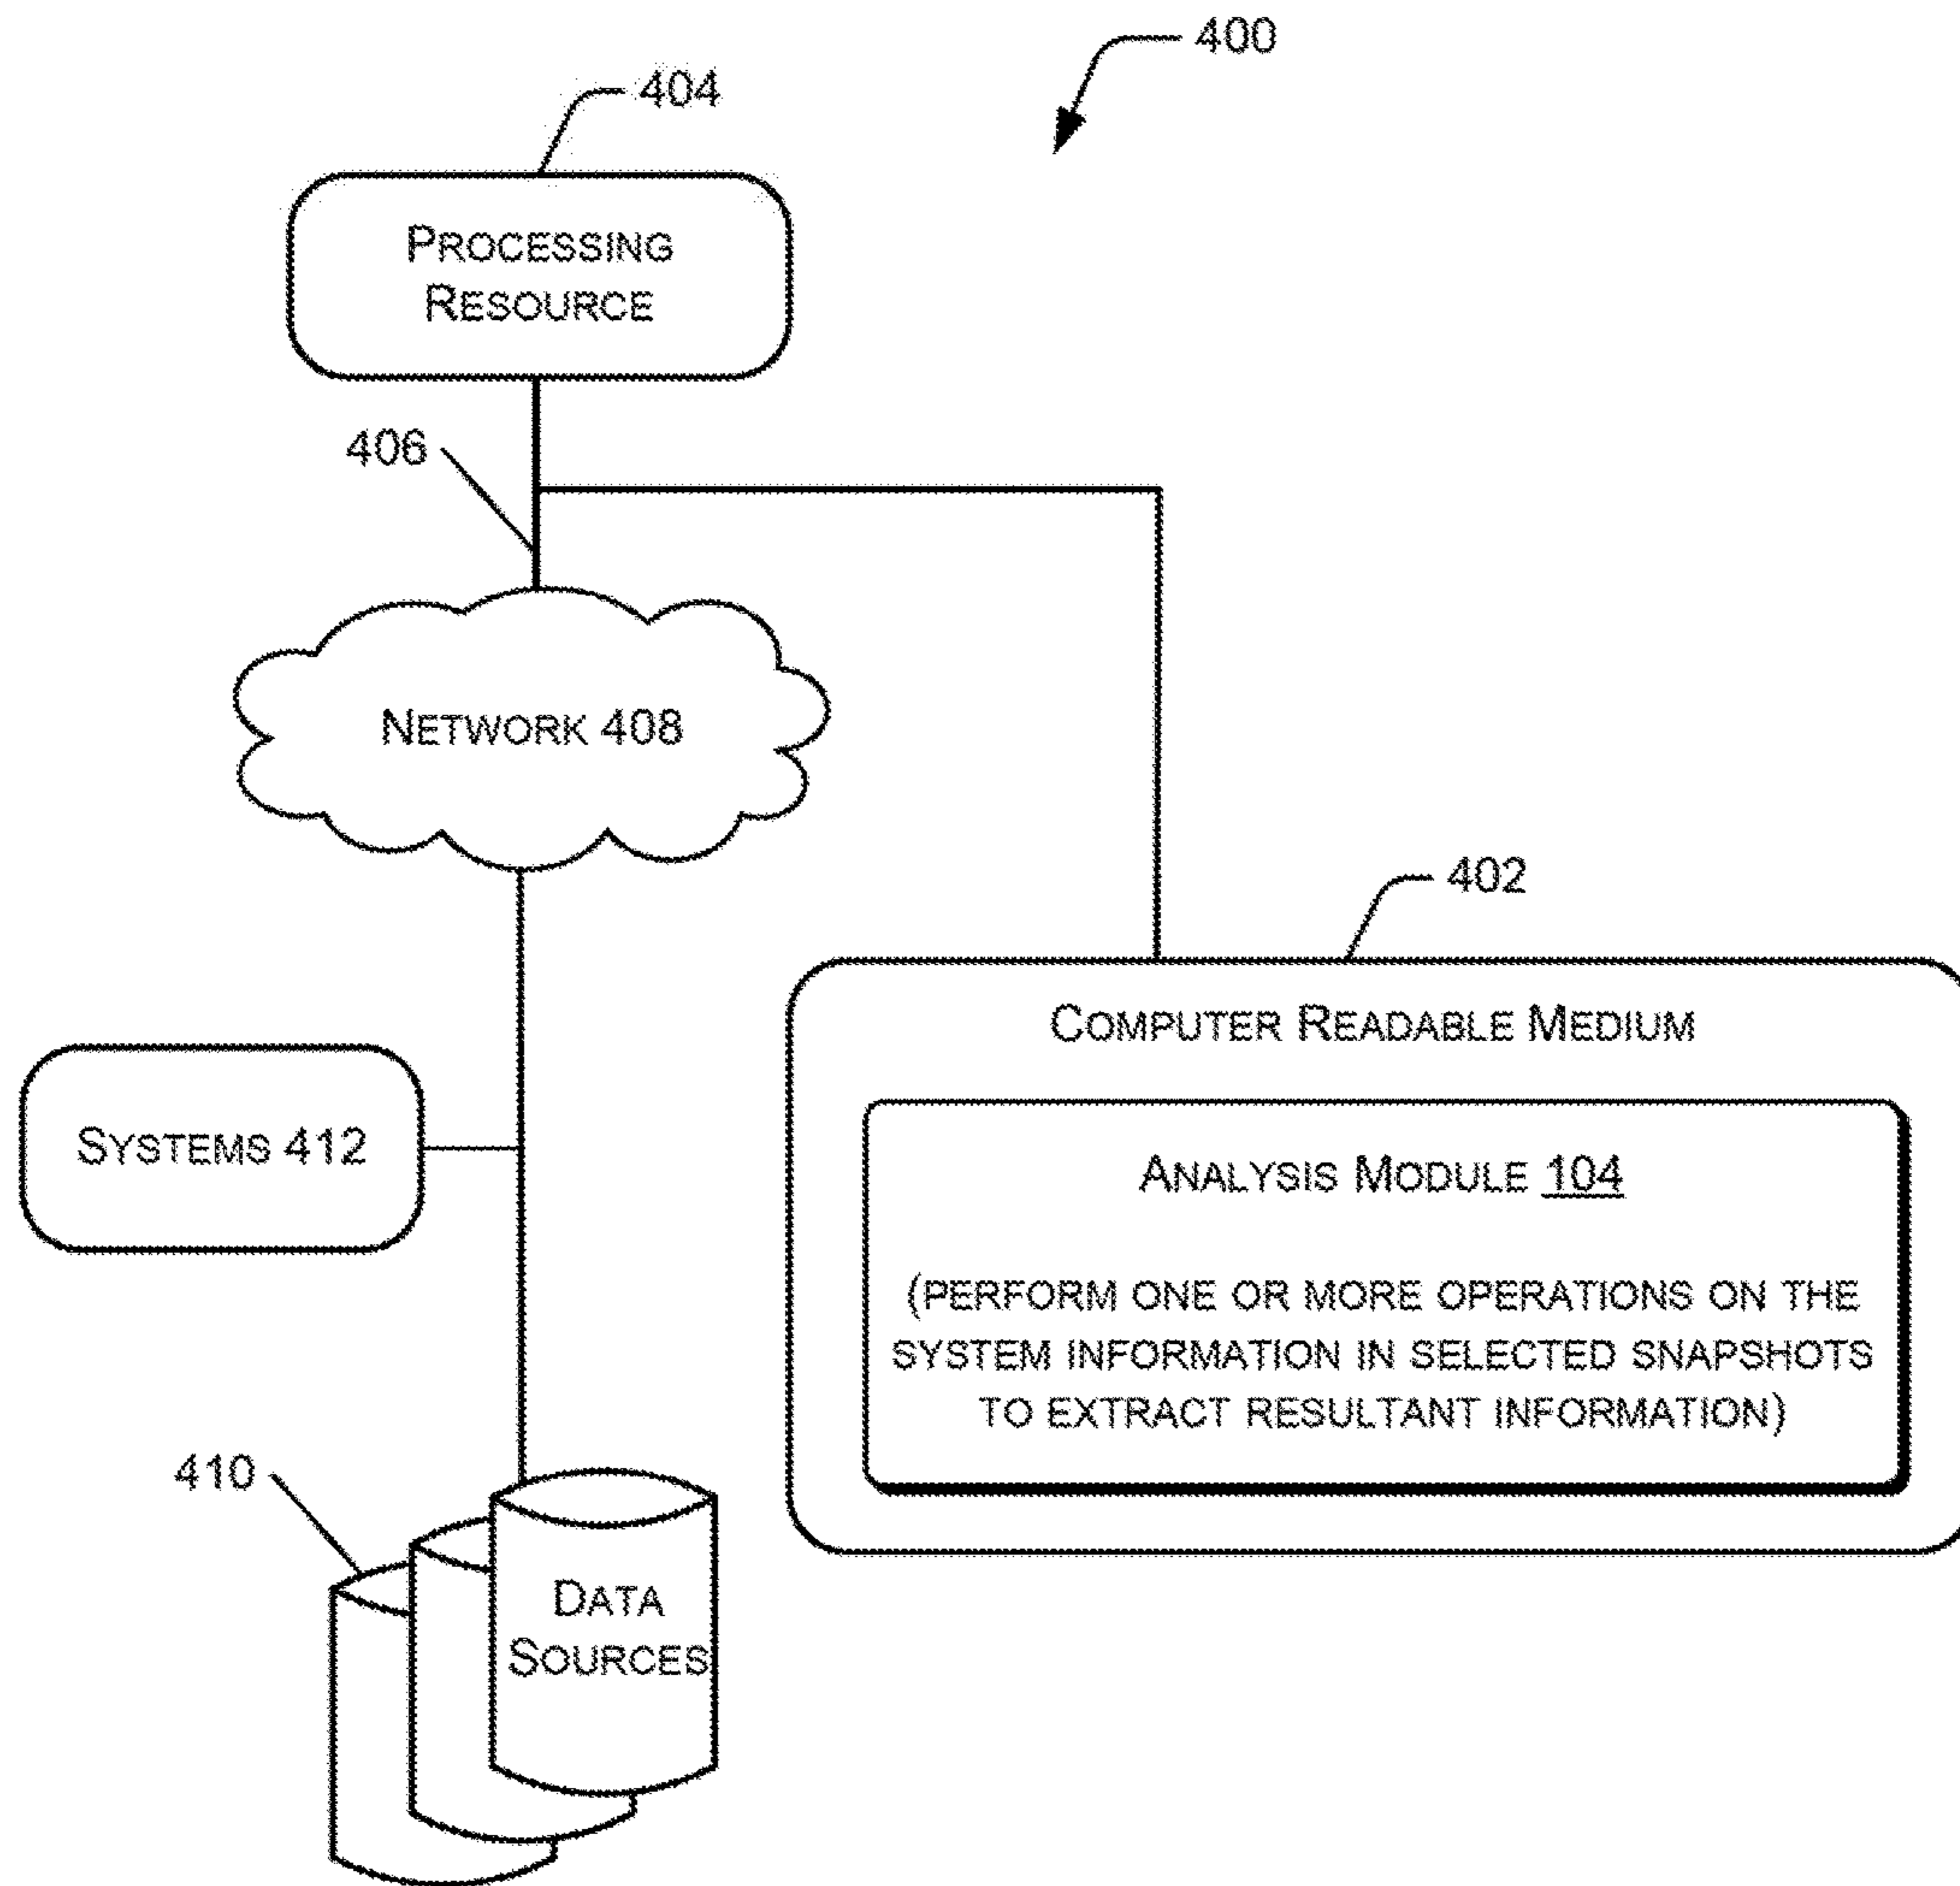 400
404
PROCESSING
RESOURCE
406
NETWORK 408
402
COMPUTER READABLE MEDIUM
SYSTEMS 412
ANALYSIS MODULE 104
(PERFORM ONE OR MORE OPERATIONS ON THE
SYSTEM INFORMATION IN SELECTED SNAPSHOTS
TO EXTRACT RESULTANT INFORMATION)
410
DATA
SOURCES